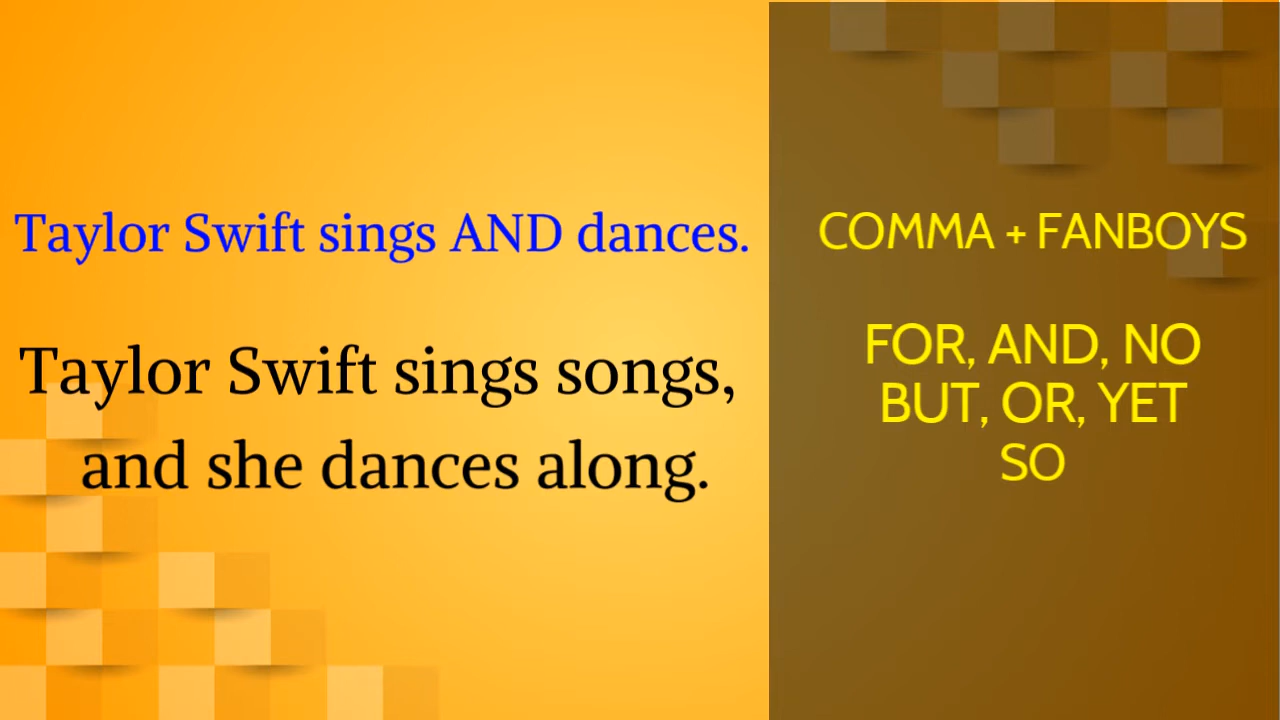 Taylor Swift sings AND dances.
Taylor Swift sings songs,
and she dances along.
COMMA + FANBOYS
FOR, AND, NO
BUT, OR, YET
SO